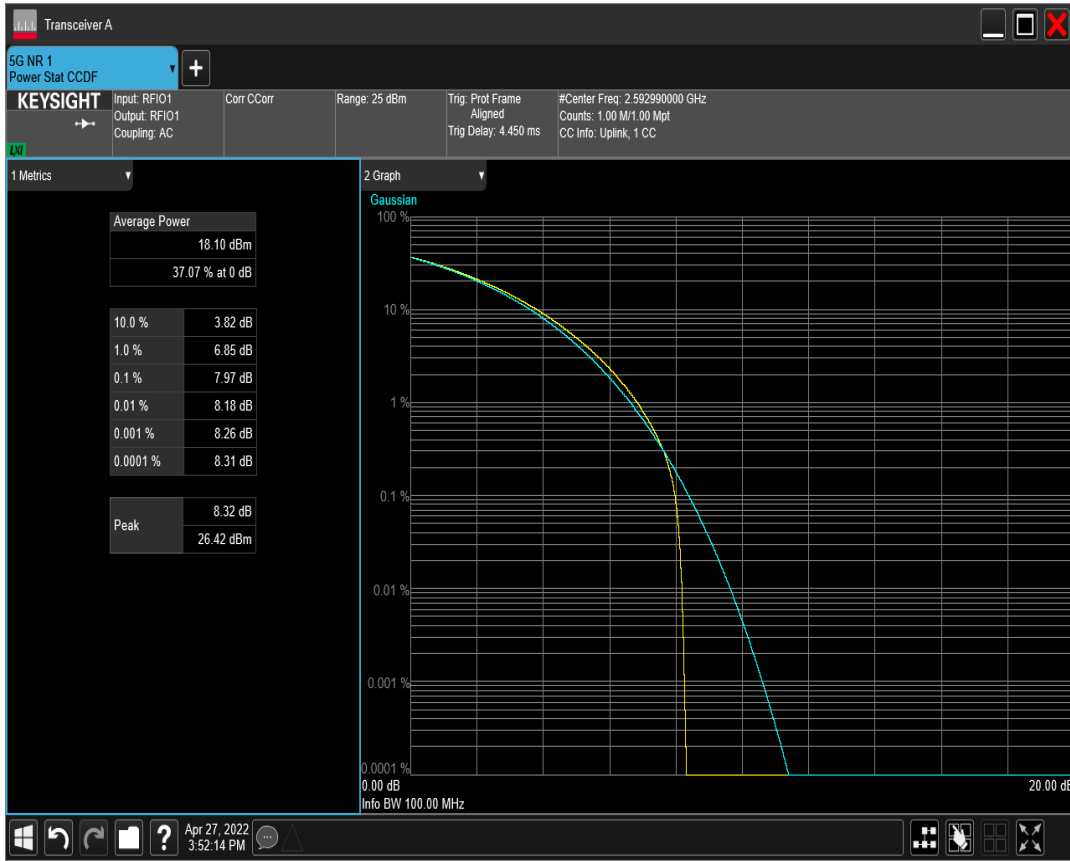 Transceiver A
5G NR 1
Power Stat CCDF
+
KEYSIGHT
LXI
Input: RFIO1
Output: RFIO1
Coupling: AC
Corr CCorr
Range: 25 dBm
Trig: Prot Frame
Aligned
Trig Delay: 4.450 ms
#Center Freq: 2.592990000 GHz
Counts: 1.00 M/1.00 Mpt
CC Info: Uplink, 1 CC
1 Metrics
Average Power
18.10 dBm
37.07 % at 0 dB
10.0 % 3.82 dB
1.0 % 6.85 dB
0.1 % 7.97 dB
0.01 % 8.18 dB
0.001 % 8.26 dB
0.0001 % 8.31 dB
Peak
8.32 dB
26.42 dBm
2 Graph
Gaussian
100 %
10 %
1 %
0.1 %
0.01 %
0.001 %
0.0001 %
0.00 dB
20.00 dB
Info BW 100.00 MHz
?
Apr 27, 2022
3:52:14 PM